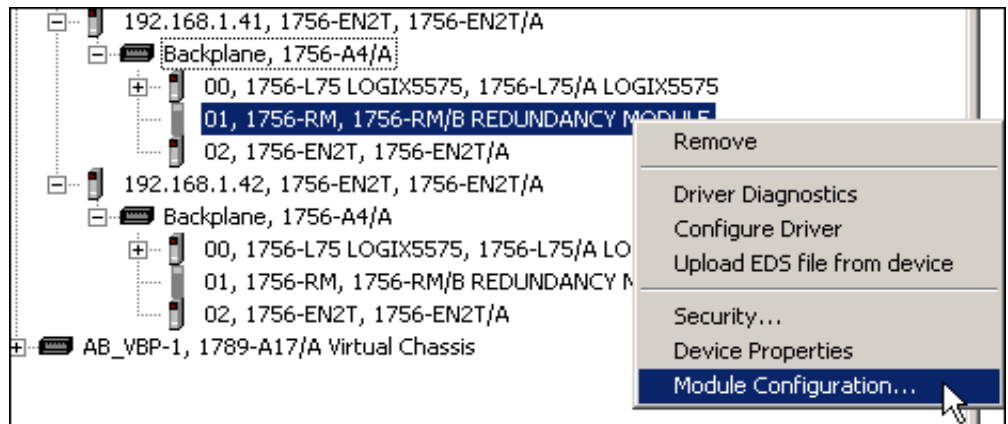 192.168.1.41, 1756-EN2T, 1756-EN2T/A
Backplane, 1756-A4/A
00, 1756-L75 LOGIX5575, 1756-L75/A LOGIX5575
01, 1756-RM, 1756-RM/B REDUNDANCY MODULE
02, 1756-EN2T, 1756-EN2T/A
192.168.1.42, 1756-EN2T, 1756-EN2T/A
Backplane, 1756-A4/A
00, 1756-L75 LOGIX5575, 1756-L75/A LO
01, 1756-RM, 1756-RM/B REDUNDANCY
02, 1756-EN2T, 1756-EN2T/A
AB_VBP-1, 1789-A17/A Virtual Chassis
Remove
Driver Diagnostics
Configure Driver
Upload EDS file from device
Security...
Device Properties
Module Configuration...